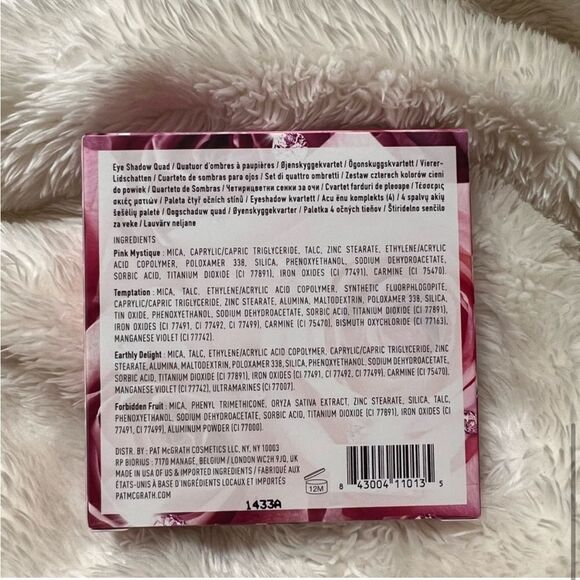 Eye Shadow Quad / Quatuor d'ombres à paupières / Øjenskyggekvartet / Ögonskuggskvartett / Vierer-
Lidschatten / Cuarteto de sombras para ojos / Set di quattro ombretti / Zestaw czterech kolorów cieni
do powiek / Quarteto de Sombras / Четирицветни сенки за очи / Cvartet farduri de pleoape / Τέσσερις
σκιές ματιών / Paleta čtyř očních stínů / Eyeshadow kvartett / Acu ēnu komplekts (4) / 4 spalvų akių
šešėlių paletė / Oogschaduw quad / Øyenskyggekvarter / Paletka 4 očných tieňov / Štiridelno senčilo
za veke / Lauvärv neljane
INGREDIENTS
Pink Mystique : MICA, CAPRYLIC/CAPRIC TRIGLYCERIDE, TALC, ZINC STEARATE, ETHYLENE/ACRYLIC
ACID COPOLYMER, POLOXAMER 338, SILICA, PHENOXYETHANOL, SODIUM DEHYDROACETATE,
SORBIC ACID, TITANIUM DIOXIDE (CI 77891), IRON OXIDES (CI 77491), CARMINE (CI 75470).
Temptation : MICA, TALC, ETHYLENE/ACRYLIC ACID COPOLYMER, SYNTHETIC FLUORPHLOGOPITE,
CAPRYLIC/CAPRIC TRIGLYCERIDE, ZINC STEARATE, ALUMINA, MALTODEXTRIN, POLOXAMER 338, SILICA,
TIN OXIDE, PHENOXYETHANOL, SODIUM DEHYDROACETATE, SORBIC ACID, TITANIUM DIOXIDE (CI 77891),
IRON OXIDES (CI 77491, CI 77492, CI 77499), CARMINE (CI 75470), BISMUTH OXYCHLORIDE (CI 77163),
MANGANESE VIOLET (CI 77742).
Earthly Delight : MICA, TALC, ETHYLENE/ACRYLIC ACID COPOLYMER, CAPRYLIC/CAPRIC TRIGLYCERIDE, ZINC
STEARATE, ALUMINA, MALTODEXTRIN, POLOXAMER 338, SILICA, PHENOXYETHANOL, SODIUM DEHYDROACETATE,
SORBIC ACID, TITANIUM DIOXIDE (CI 77891), IRON OXIDES (CI 77491, CI 77492, CI 77499), CARMINE (CI 75470),
MANGANESE VIOLET (CI 77742), ULTRAMARINES (CI 77007).
Forbidden Fruit : MICA, PHENYL TRIMETHICONE, ORYZA SATIVA EXTRACT, ZINC STEARATE, SILICA, TALC,
PHENOXYETHANOL, SODIUM DEHYDROACETATE, SORBIC ACID, TITANIUM DIOXIDE (CI 77891), IRON OXIDES (CI
77491, CI 77499), ALUMINUM POWDER (CI 77000).
DISTR. BY : PAT McGRATH COSMETICS LLC, NY, NY 10003
RP BIORIUS : 7170 MANAGE, BELGIUM / LONDON WC2H 9JQ, UK
MADE IN USA OF US & IMPORTED INGREDIENTS / FABRIQUÉ AUX
ÉTATS-UNIS À BASE D'INGRÉDIENTS LOCAUX ET IMPORTÉS
PATMCGRATH.COM
12M
8 43004 11013 5
1433A